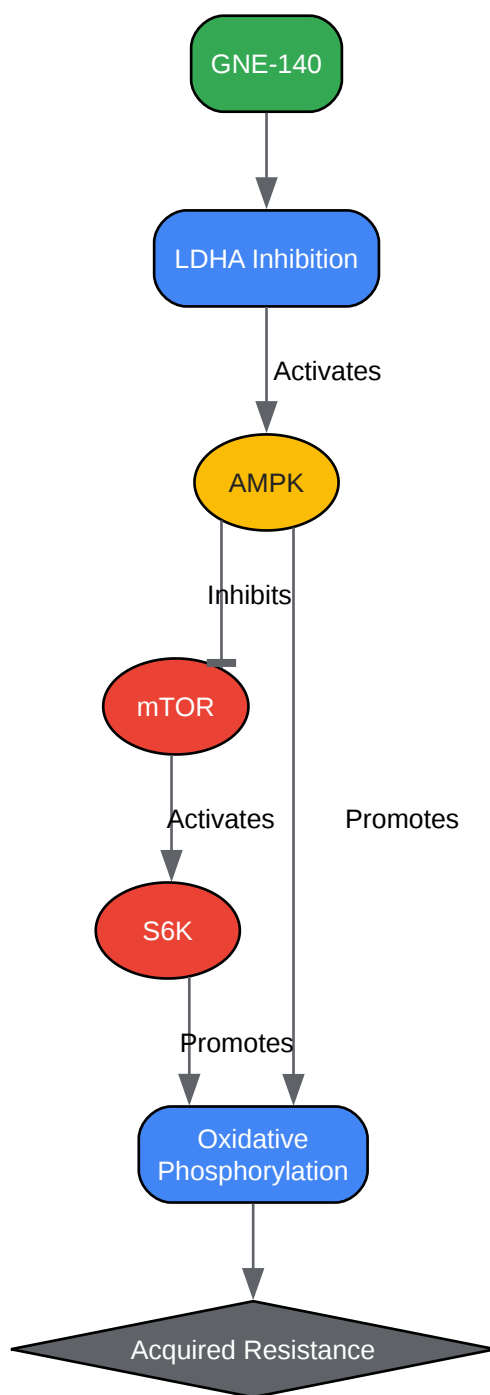 GNE-140
LDHA Inhibition
Activates
AMPK
Inhibits
mTOR
Activates
Promotes
S6K
Promotes
Oxidative
Phosphorylation
Acquired Resistance